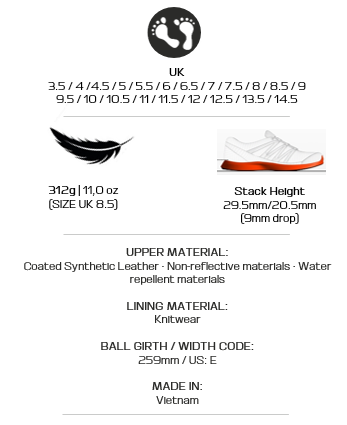 UK
3.5 / 4 /4.5 / 5 / 5.5 / 6 / 6.5 / 7 / 7.5 / 8 / 8.5 / 9
9.5 / 10 / 10.5 / 11 / 11.5 / 12 / 12.5 / 13.5 / 14.5
312g | 11,0 oz
(SIZE UK 8.5)
Stack Height
29.5mm/20.5mm
(9mm drop)
UPPER MATERIAL:
Coated Synthetic Leather · Non-reflective materials · Water
repellent materials
LINING MATERIAL:
Knitwear
BALL GIRTH / WIDTH CODE:
259mm / US: E
MADE IN:
Vietnam